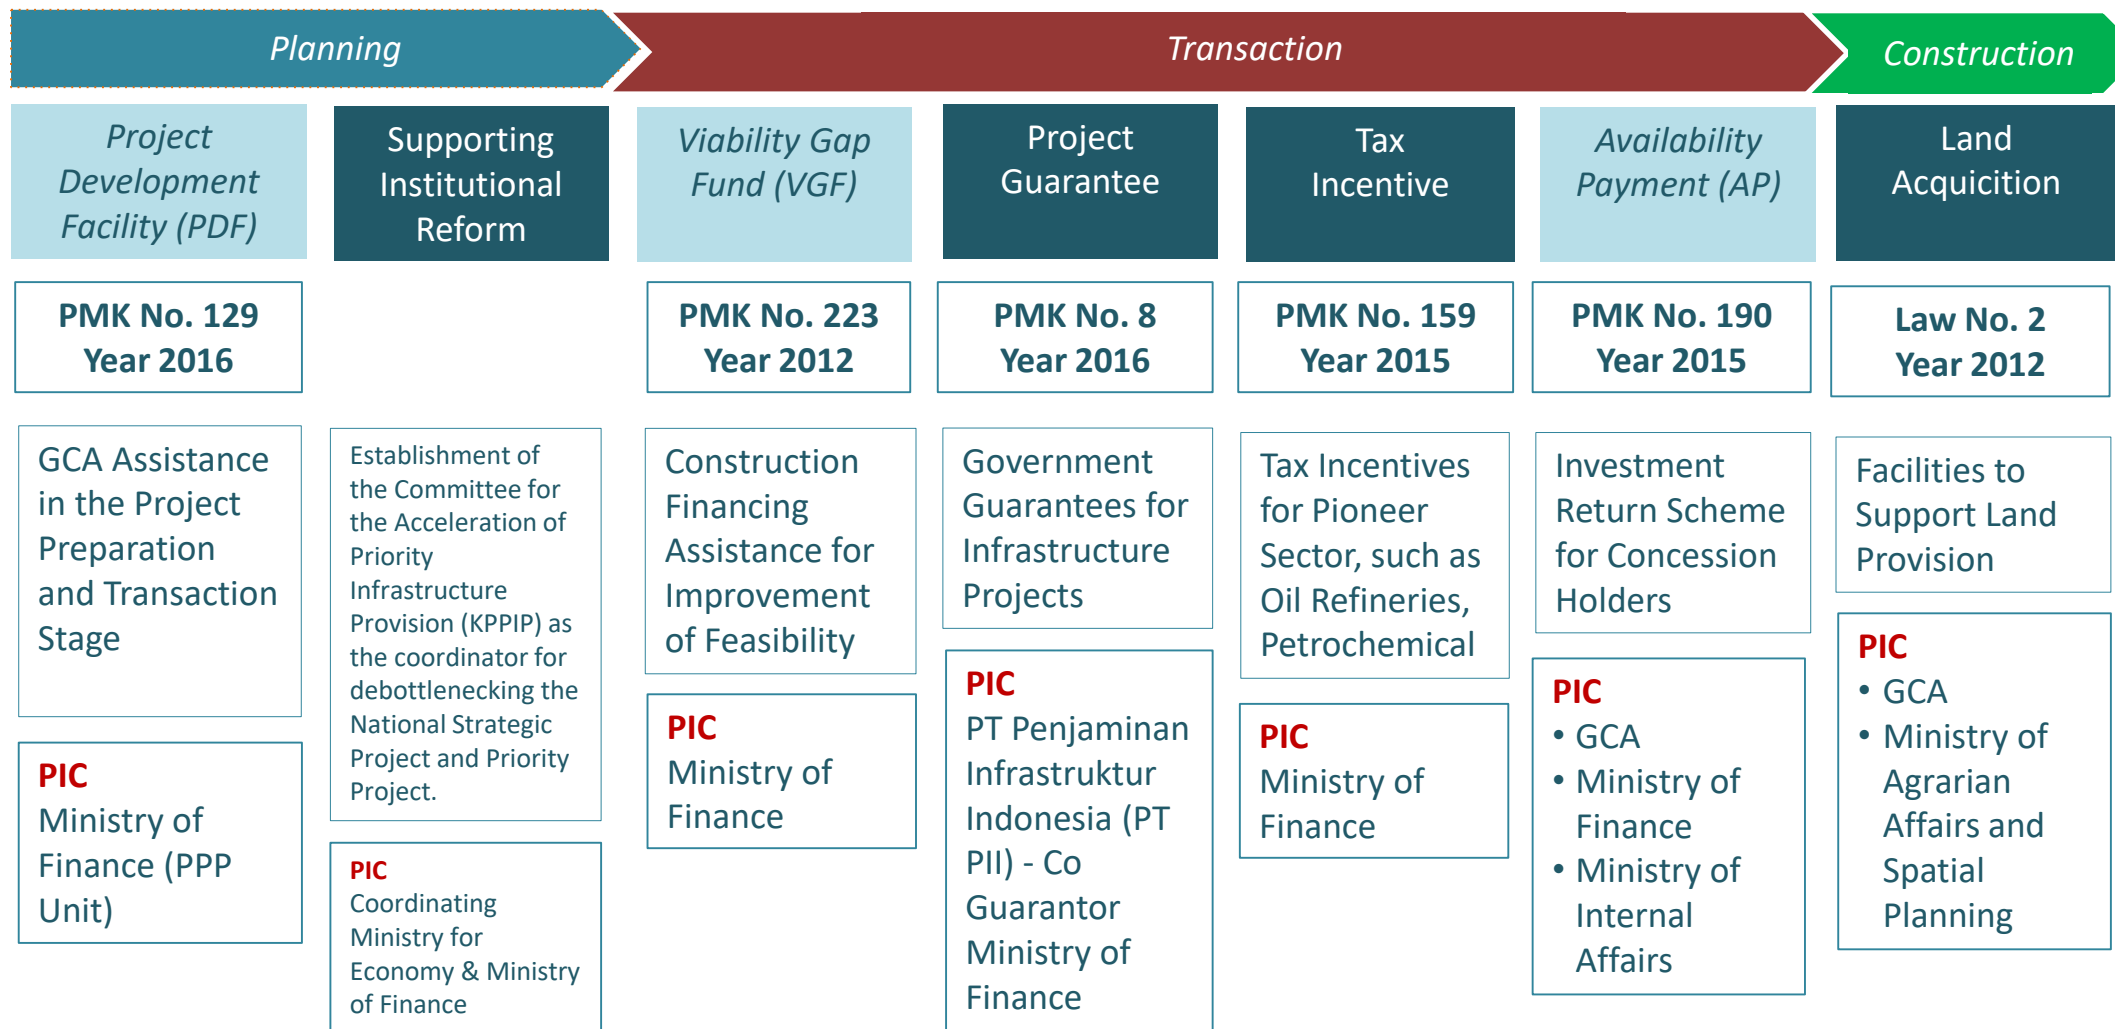 Planning
Transaction
Construction
Project
Development
Facility (PDF)
Supporting
Institutional
Reform
Viability Gap
Fund (VGF)
Project
Guarantee
Tax
Incentive
Availability
Payment (AP)
Land
Acquicition
PMK No. 129
Year 2016
PMK No. 223
Year 2012
PMK No. 8
Year 2016
PMK No. 159
Year 2015
PMK No. 190
Year 2015
Law No. 2
Year 2012
GCA Assistance
in the Project
Preparation
and Transaction
Stage
PIC
Ministry of
Finance (PPP
Unit)
Establishment of
the Committee for
the Acceleration of
Priority
Infrastructure
Provision (KPPIP) as
the coordinator for
debottlenecking the
National Strategic
Project and Priority
Project.
PIC
Coordinating
Ministry for
Economy & Ministry
of Finance
Construction
Financing
Assistance for
Improvement
of Feasibility
PIC
Ministry of
Finance
Government
Guarantees for
Infrastructure
Projects
PIC
PT Penjaminan
Infrastruktur
Indonesia (PT
PII) - Co
Guarantor
Ministry of
Finance
Tax Incentives
for Pioneer
Sector, such as
Oil Refineries,
Petrochemical
PIC
Ministry of
Finance
Investment
Return Scheme
for Concession
Holders
PIC
• GCA
• Ministry of
Finance
• Ministry of
Internal
Affairs
Facilities to
Support Land
Provision
PIC
• GCA
• Ministry of
Agrarian
Affairs and
Spatial
Planning